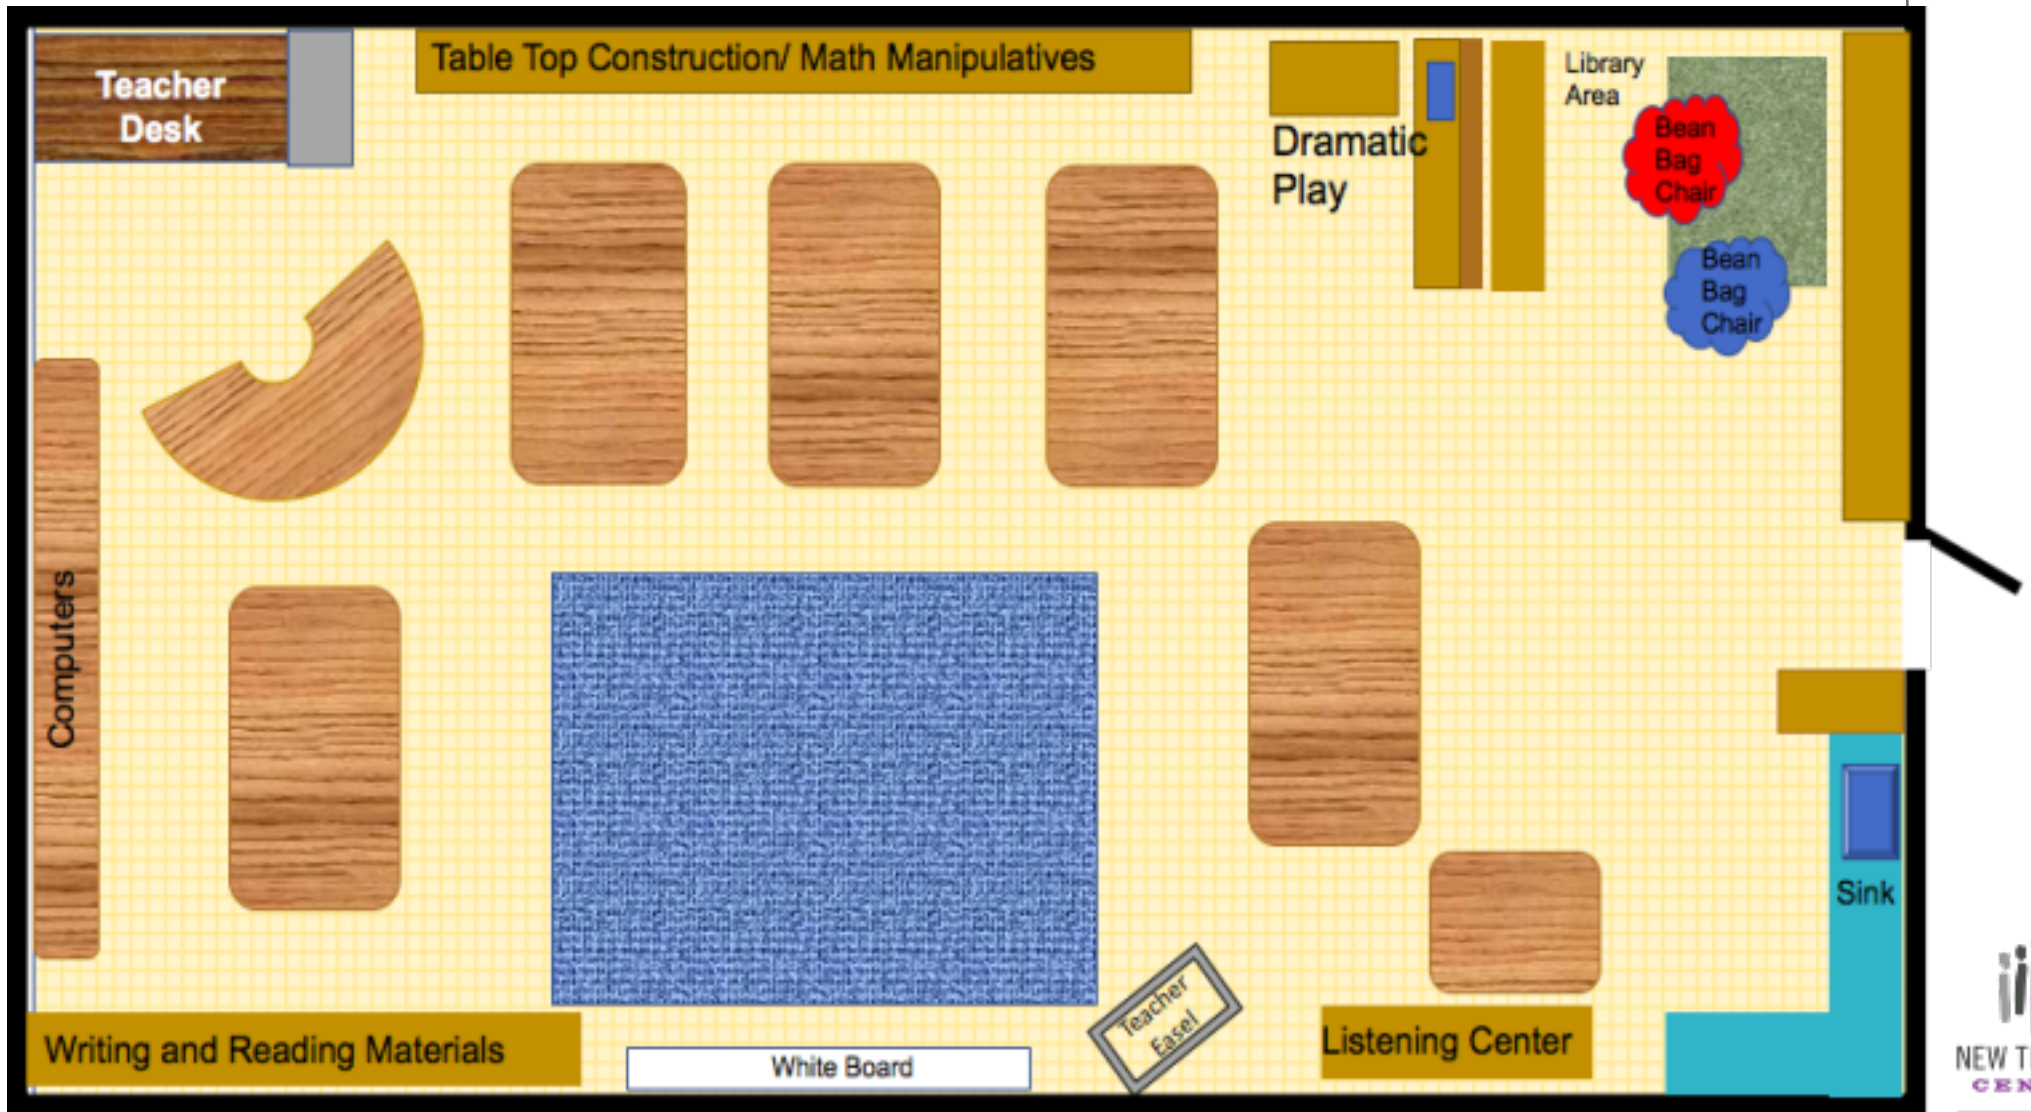 Teacher
Desk
Table Top Construction/ Math Manipulatives
Dramatic
Play
Library
Area
Bean
Bag
Chair
Bean
Bag
Chair
Computers
Sink
Teacher
Easel
Writing and Reading Materials
White Board
Listening Center
NEW